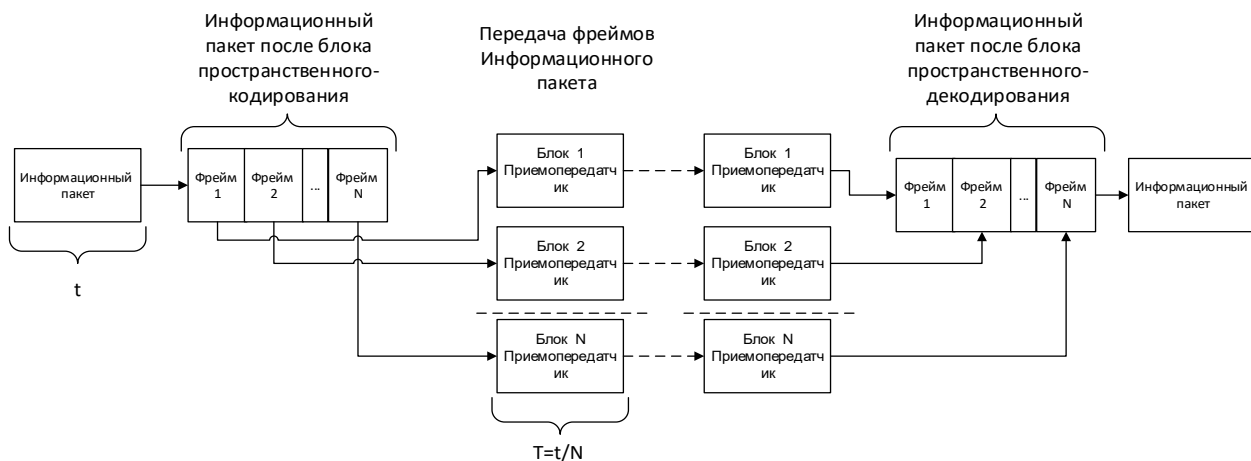 Информационный
пакет после блока
пространственного-
кодирования
Передача фреймов
Информационного
пакета
Информационный
пакет после блока
пространственного-
декодирования
Информационный
пакет
Фрейм
1
Фрейм
2
...
Фрейм
N
Блок 1
Приемопередатч
ик
Блок 1
Приемопередатч
ик
Фрейм
1
Фрейм
2
...
Фрейм
N
Информационный
пакет
Блок 2
Приемопередатч
ик
Блок 2
Приемопередатч
ик
t
Блок N
Приемопередатч
ик
Блок N
Приемопередатч
ик
T=t/N